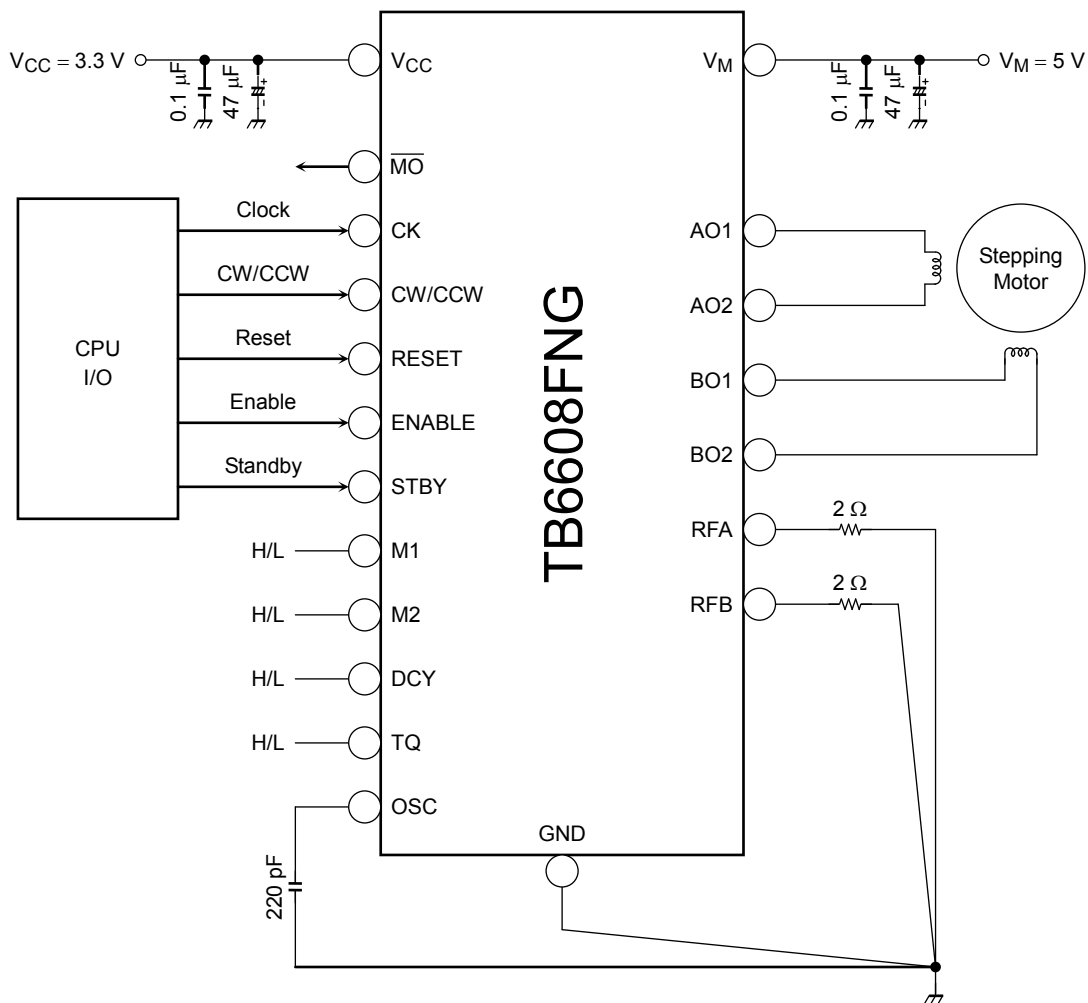 VCC = 3.3 V
0.1 μF
47 μF
- +
VCC
VM
0.1 μF
47 μF
- +
VM = 5 V
MO
CPU
I/O
Clock
CK
CW/CCW
CW/CCW
Reset
RESET
Enable
ENABLE
Standby
STBY
H/L
M1
H/L
M2
H/L
DCY
H/L
TQ
OSC
220 pF
TB6608FNG
GND
AO1
AO2
BO1
BO2
Stepping
Motor
RFA
2 Ω
RFB
2 Ω